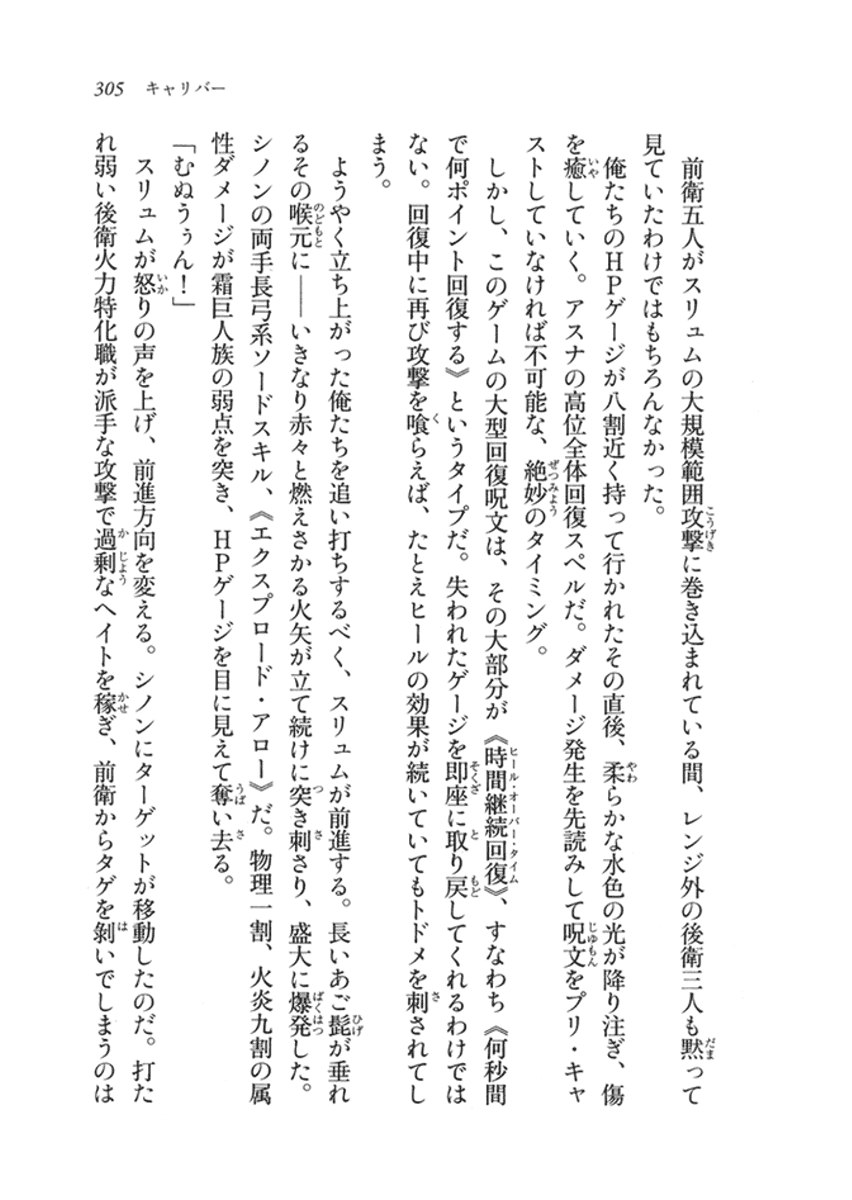 305　キャリバー
　前衛五人がスリュムの大規模範囲攻撃に巻き込まれている間、レンジ外の後衛三人も黙って
見ていたわけではもちろんなかった。
　俺たちのＨＰゲージが八割近く持って行かれたその直後、柔らかな水色の光が降り注ぎ、傷
を癒していく。アスナの高位全体回復スペルだ。ダメージ発生を先読みして呪文をプリ・キャ
ストしていなければ不可能な、絶妙のタイミング。
　しかし、このゲームの大型回復呪文は、その大部分が《時間継続回復》、すなわち《何秒間
で何ポイント回復する》というタイプだ。失われたゲージを即座に取り戻してくれるわけでは
ない。回復中に再び攻撃を喰らえば、たとえヒールの効果が続いていてもトドメを刺されてし
まう。
　ようやく立ち上がった俺たちを追い打ちするべく、スリュムが前進する。長いあご髭が垂れ
るその喉元に――いきなり赤々と燃えさかる火矢が立て続けに突き刺さり、盛大に爆発した。
シノンの両手長弓系ソードスキル、《エクスプロード・アロー》だ。物理一割、火炎九割の属
性ダメージが霜巨人族の弱点を突き、ＨＰゲージを目に見えて奪い去る。
「むぬうぅん！」
　スリュムが怒りの声を上げ、前進方向を変える。シノンにターゲットが移動したのだ。打た
れ弱い後衛火力特化職が派手な攻撃で過剰なヘイトを稼ぎ、前衛からタゲを剝いでしまうのは